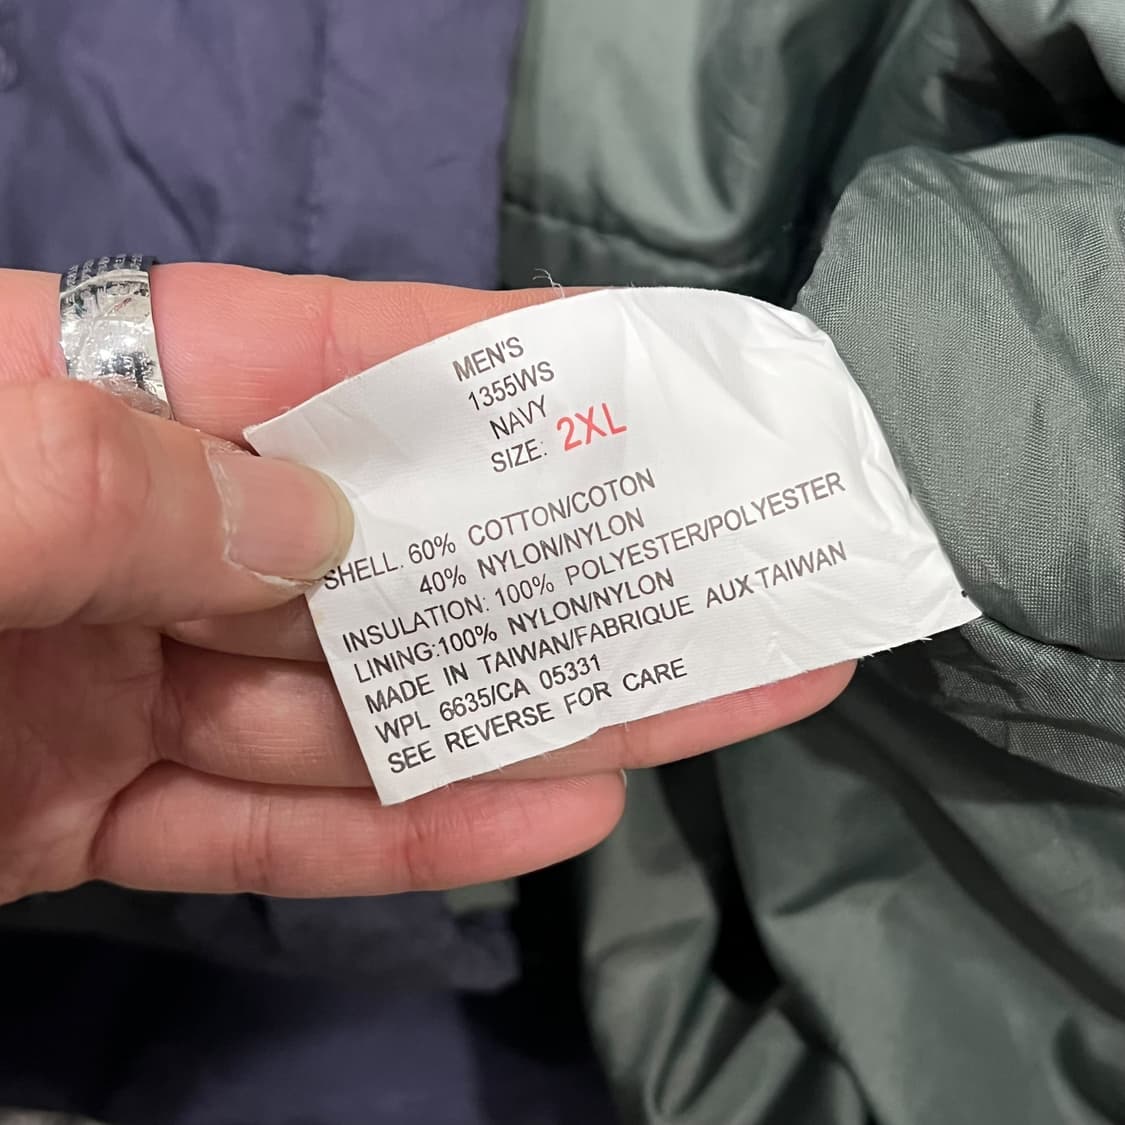 MEN'S
1355WS
NAVY
SIZE: 2XL
SHELL. 60% COTTON/COTON
40% NYLON/NYLON
INSULATION: 100% POLYESTER/POLYESTER
LINING:100% NYLON/NYLON
MADE IN TAIWAN/FABRIQUE AUX TAIWAN
WPL 6635/CA 05331
SEE REVERSE FOR CARE